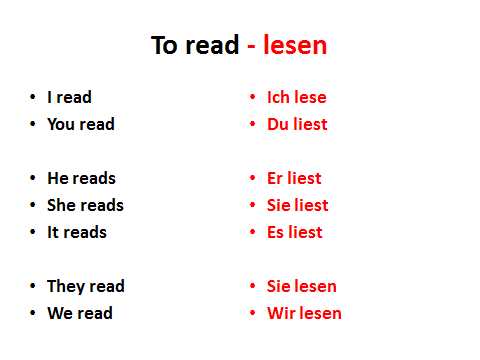 To read - lesen
• I read
• You read
• He reads
• She reads
• It reads
• They read
• We read
• Ich lese
• Du liest
• Er liest
• Sie liest
• Es liest
• Sie lesen
• Wir lesen